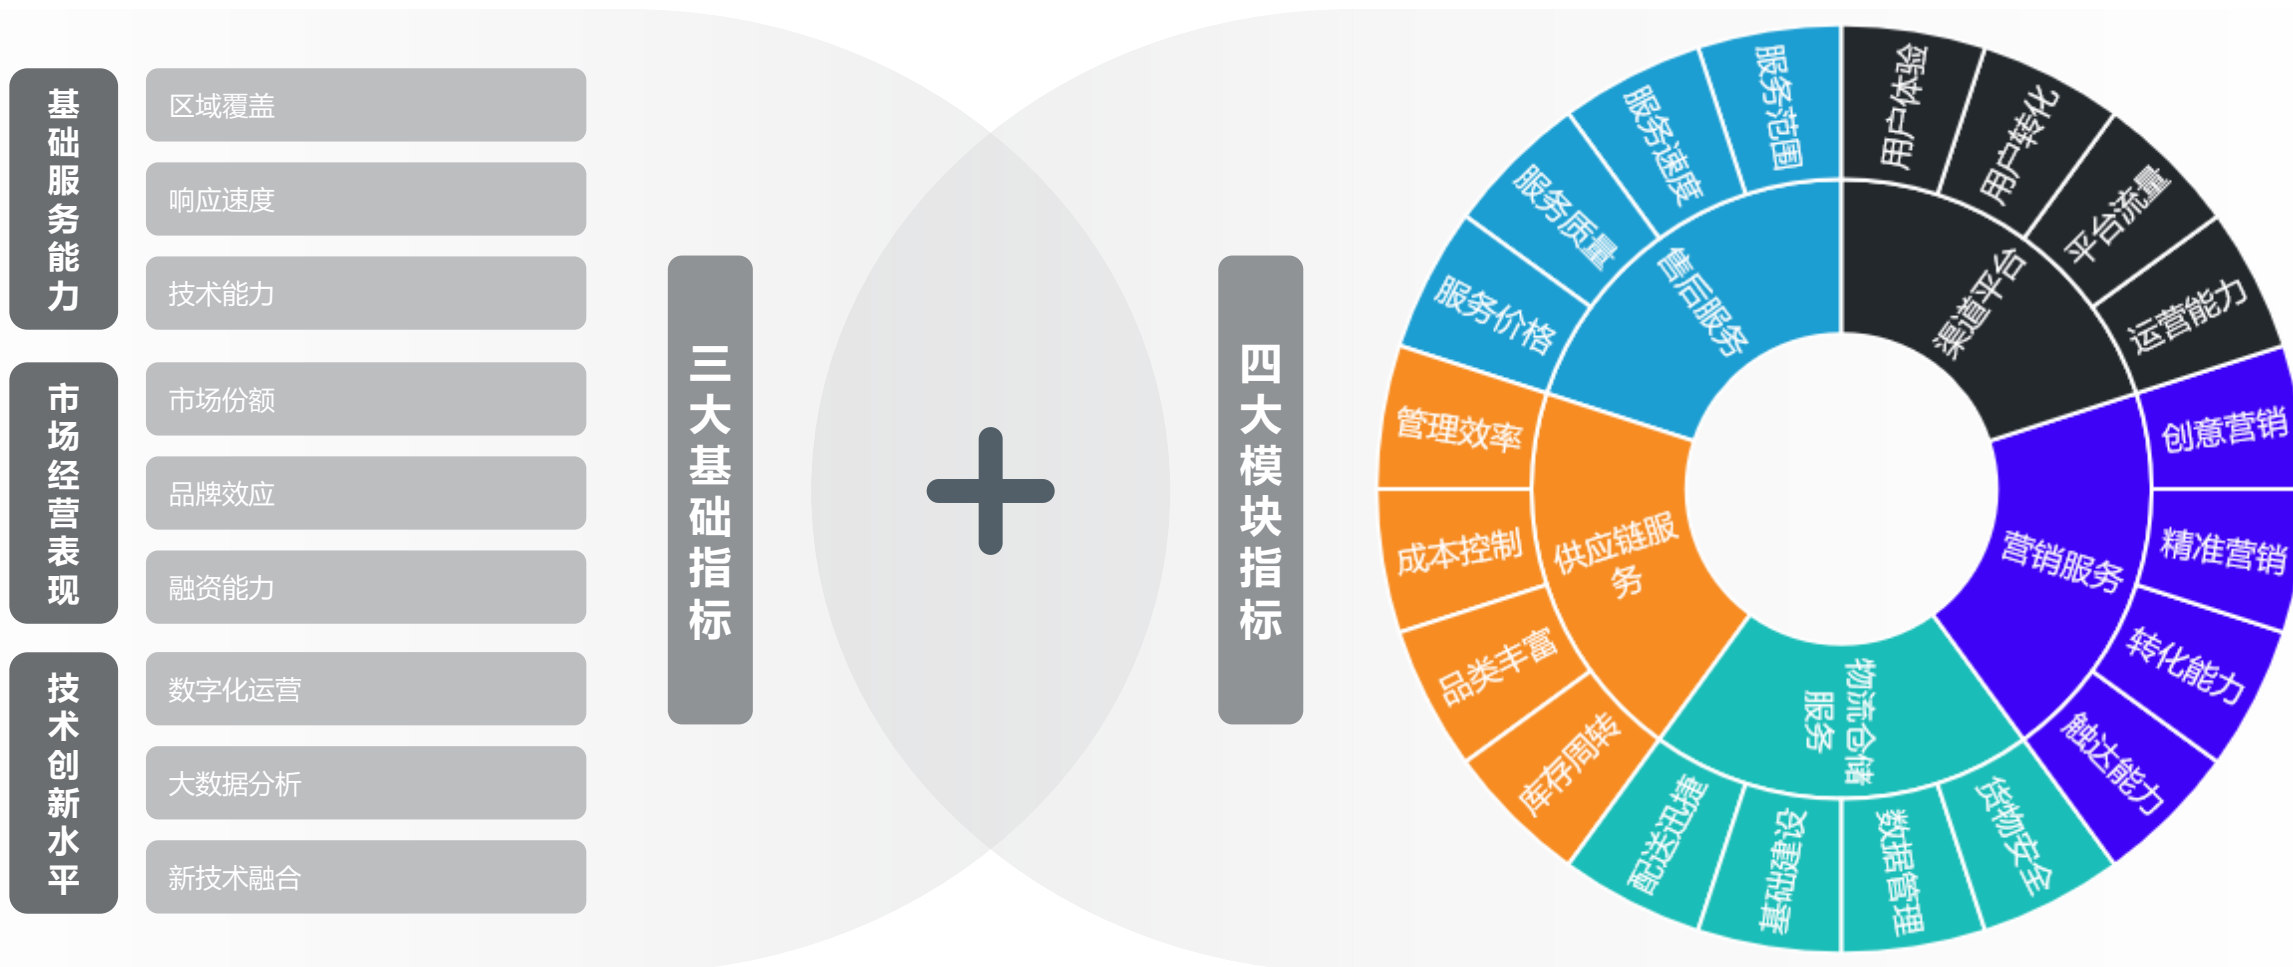 基础服务能力
区域覆盖
响应速度
技术能力
市场经营表现
市场份额
品牌效应
融资能力
技术创新水平
数字化运营
大数据分析
新技术融合
三大基础指标
四大模块指标
渠道平台
用户体验
用户转化
平台流量
运营能力
营销服务
创意营销
精准营销
转化能力
触达能力
物流仓储
服务
货物安全
数据管理
基础建设
配送迅捷
供应链服
务
库存周转
品类丰富
成本控制
管理效率
售后服务
服务价格
服务质量
服务速度
服务范围